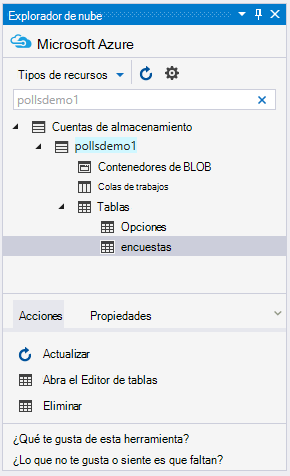 Explorador de nube
Microsoft Azure
Tipos de recursos
pollsdemo1
Cuentas de almacenamiento
pollsdemo1
Contenedores de BLOB
Colas de trabajos
Tablas
Opciones
encuestas
Acciones Propiedades
Actualizar
Abra el Editor de tablas
Eliminar
¿Qué te gusta de esta herramienta?
¿Lo que no te gusta o siente es que faltan?